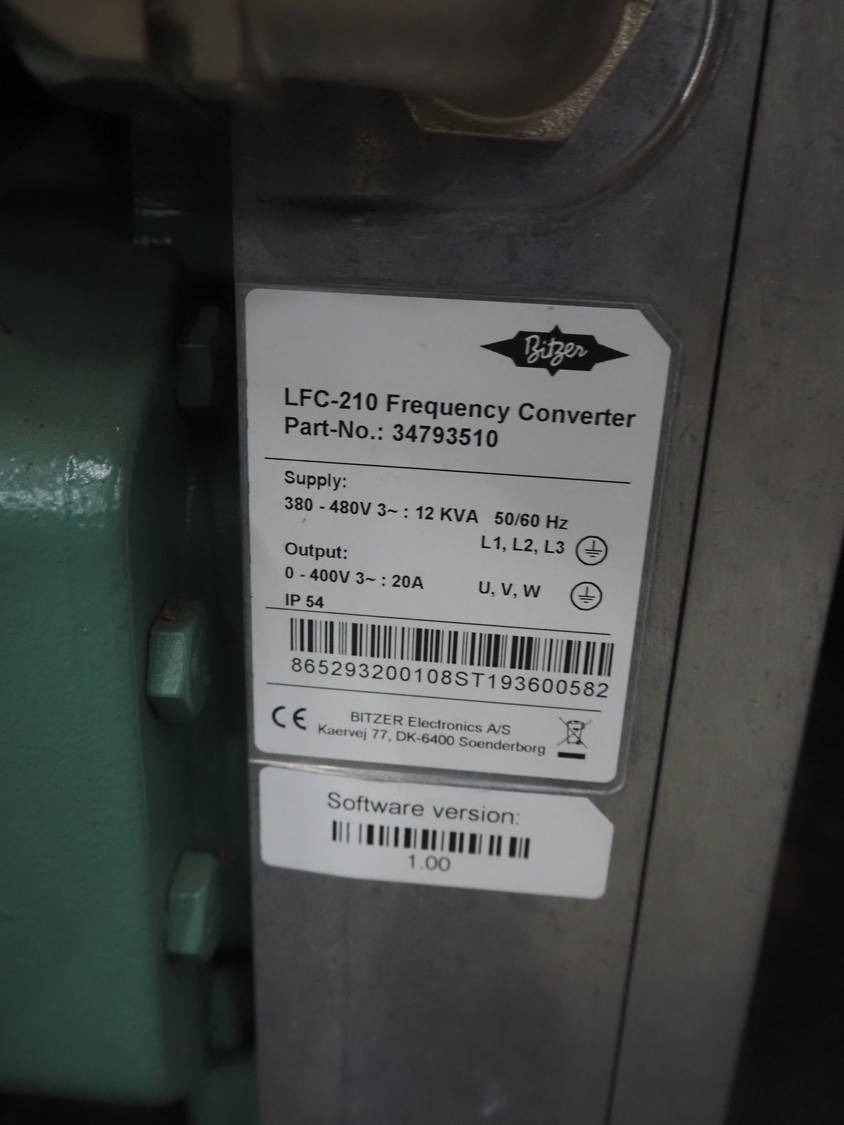 Bitzer
LFC-210 Frequency Converter
Part-No.: 34793510
Supply:
380 - 480V 3~ : 12 KVA 50/60 Hz
L1, L2, L3
Output:
0 - 400V 3~ : 20A U, V, W
IP 54
865293200108ST193600582
CE BITZER Electronics A/S
Kaervej 77, DK-6400 Soenderborg
Software version:
1.00